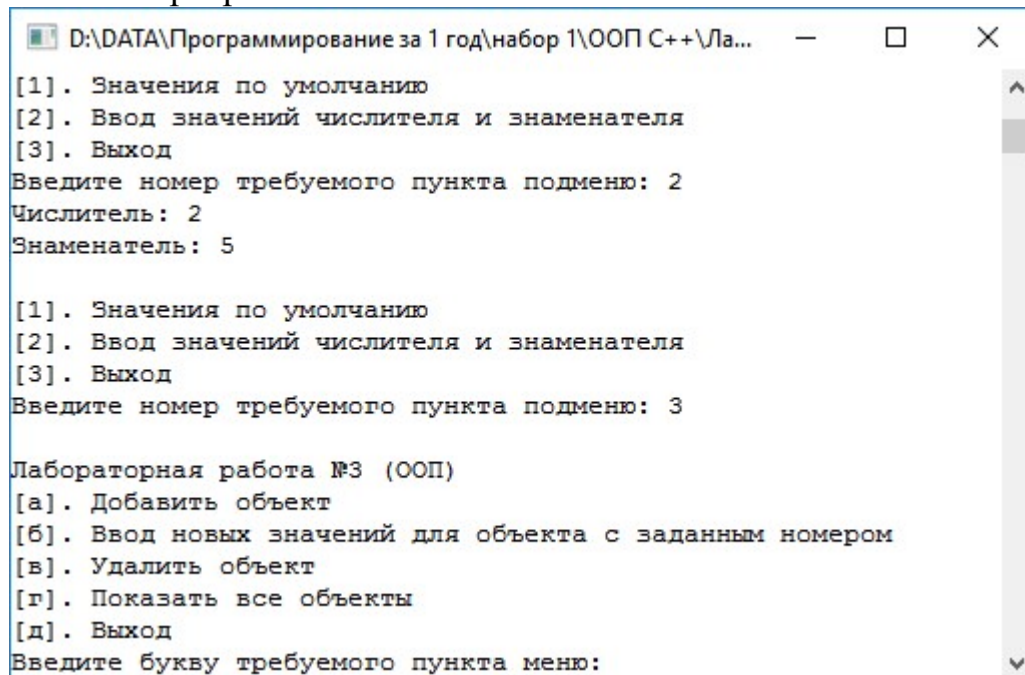 D:\DATA\Программирование за 1 год\набор 1\ООП C++\Ла...
[1]. Значения по умолчанию
[2]. Ввод значений числителя и знаменателя
[3]. Выход
Введите номер требуемого пункта подменю: 2
Числитель: 2
Знаменатель: 5
[1]. Значения по умолчанию
[2]. Ввод значений числителя и знаменателя
[3]. Выход
Введите номер требуемого пункта подменю: 3
Лабораторная работа №3 (ООП)
[а]. Добавить объект
[б]. Ввод новых значений для объекта с заданным номером
[в]. Удалить объект
[г]. Показать все объекты
[д]. Выход
Введите букву требуемого пункта меню: